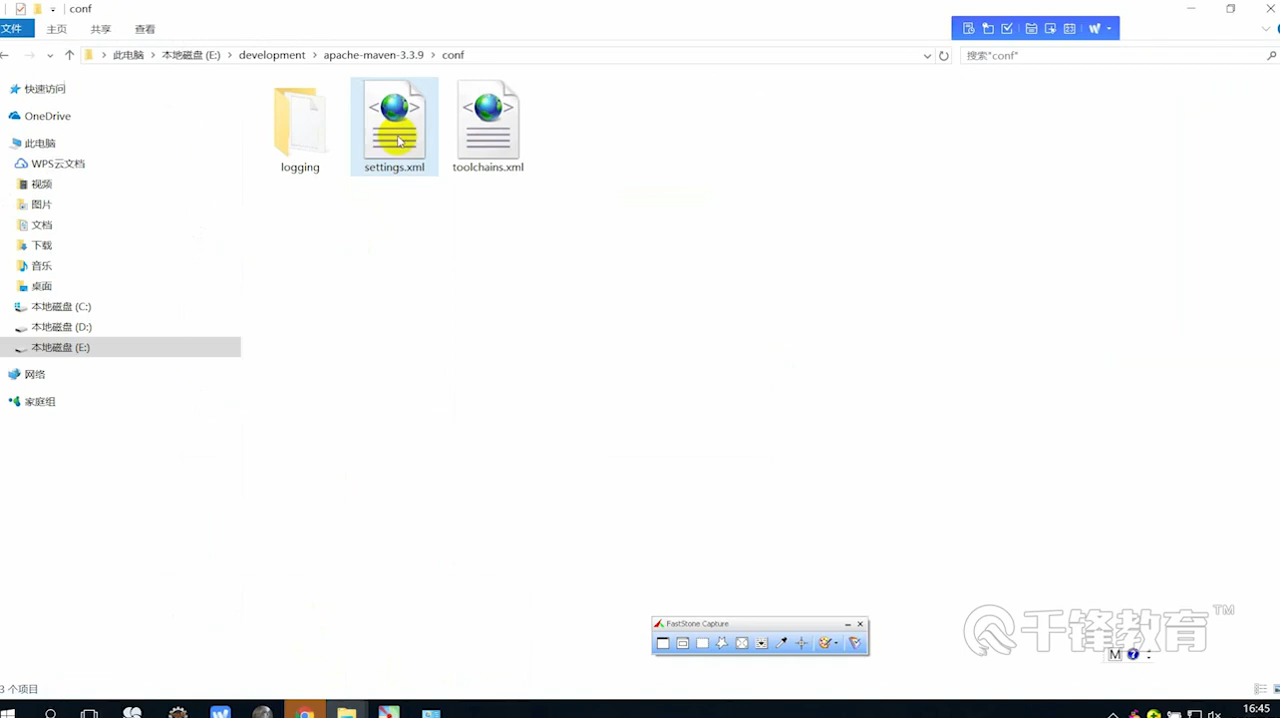 conf
文件 主页 共享 查看
此电脑 本地磁盘 (E:) development apache-maven-3.3.9 conf
搜索"conf"
快速访问
OneDrive
此电脑
WPS云文档
视频
图片
文档
下载
音乐
桌面
本地磁盘 (C:)
本地磁盘 (D:)
本地磁盘 (E:)
网络
家庭组
logging
settings.xml
toolchains.xml
FastStone Capture
千锋教育 TM
M
3 个项目
16:45